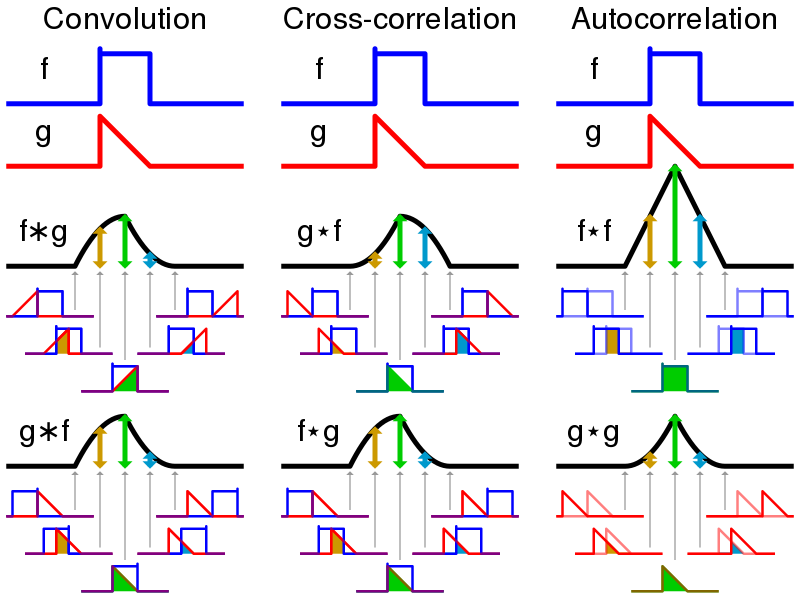 Convolution Cross-correlation Autocorrelation
f f f
g g g
f∗g g⋆f f⋆f
g∗f f⋆g g⋆g